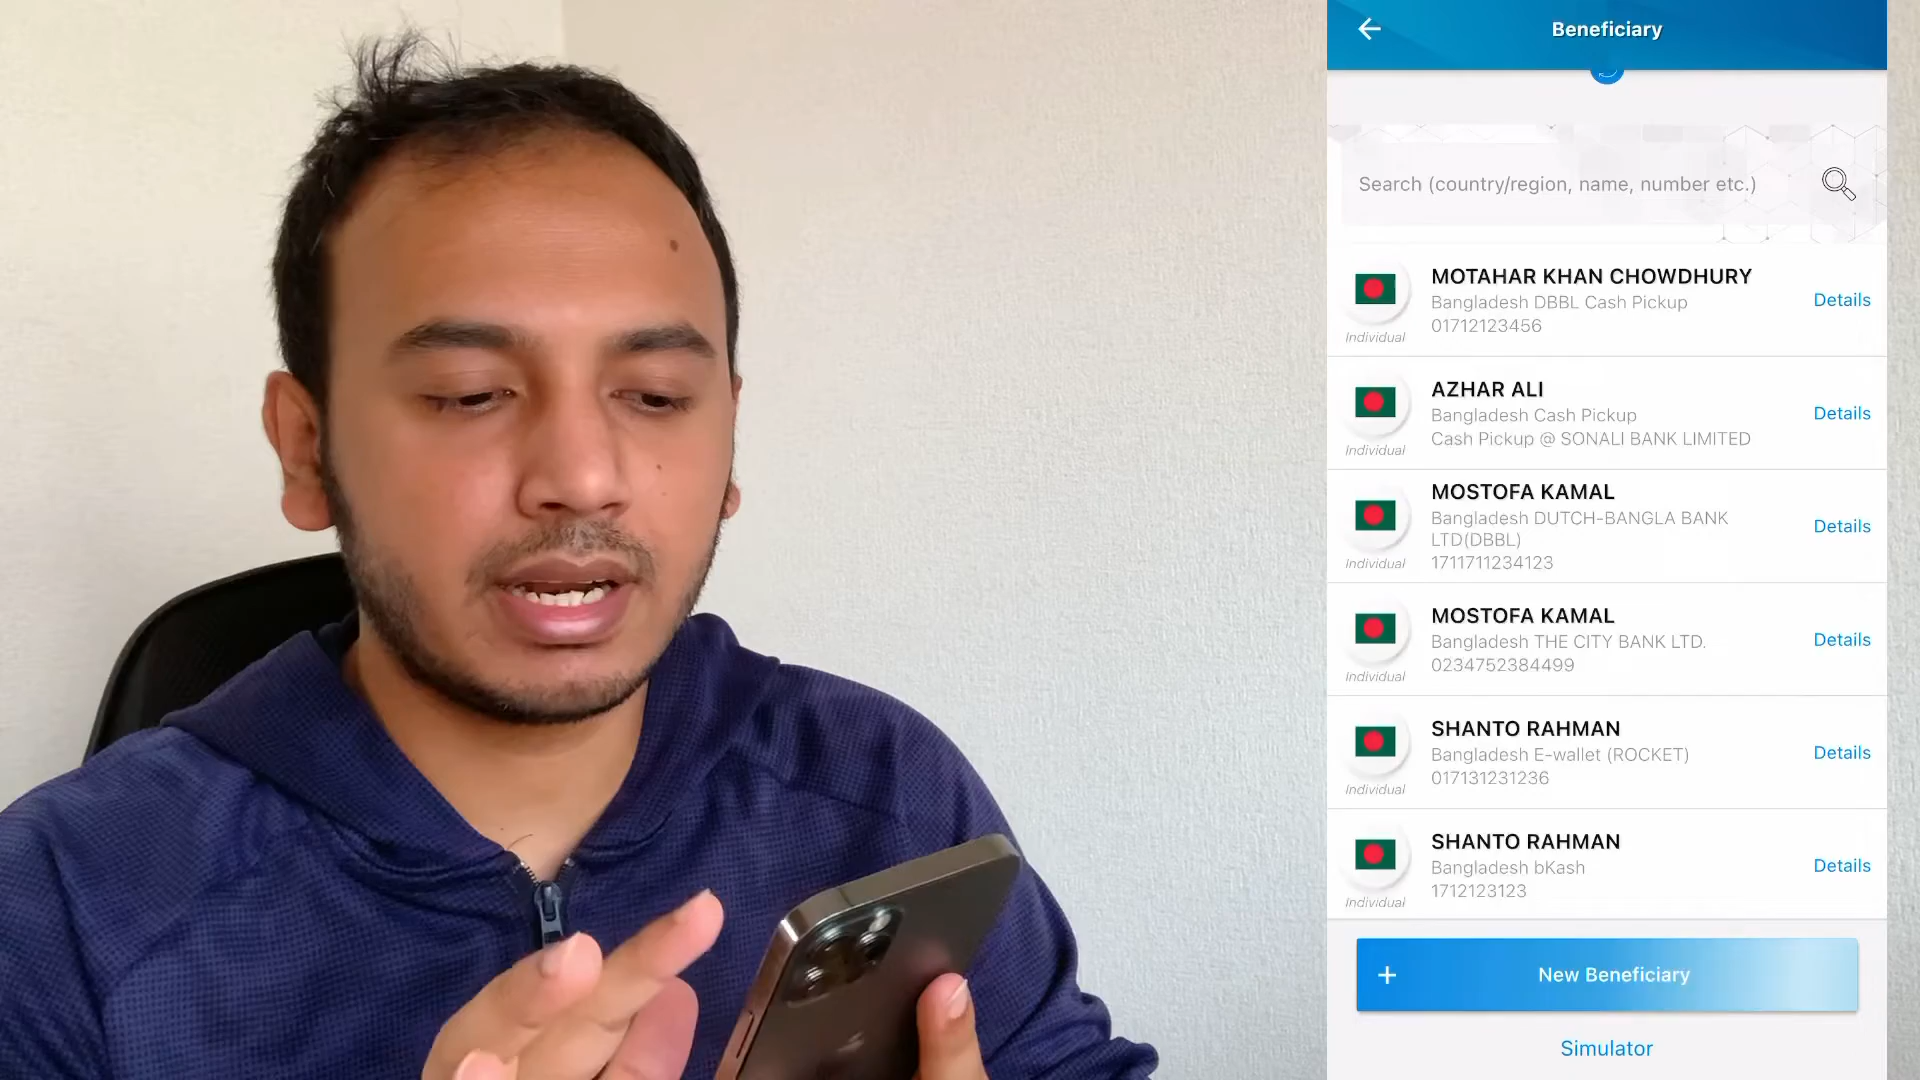 Beneficiary
Search (country/region, name, number etc.)
MOTAHAR KHAN CHOWDHURY
Bangladesh DBBL Cash Pickup
01712123456
Individual
Details
AZHAR ALI
Bangladesh Cash Pickup
Cash Pickup @ SONALI BANK LIMITED
Individual
Details
MOSTOFA KAMAL
Bangladesh DUTCH-BANGLA BANK
LTD(DBBL)
1711711234123
Individual
Details
MOSTOFA KAMAL
Bangladesh THE CITY BANK LTD.
0234752384499
Individual
Details
SHANTO RAHMAN
Bangladesh E-wallet (ROCKET)
017131231236
Individual
Details
SHANTO RAHMAN
Bangladesh bKash
1712123123
Individual
Details
+ New Beneficiary
Simulator